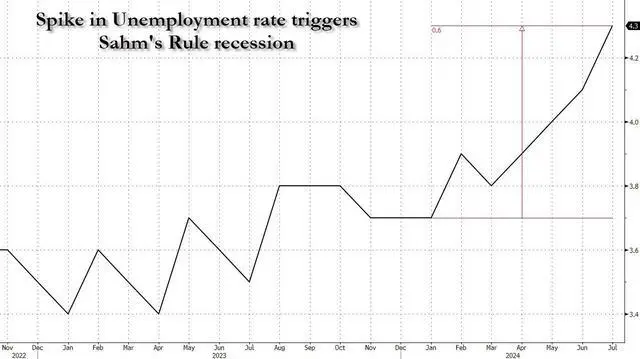 Spike in Unemployment rate triggers
Sahm's Rule recession
0.6
4.3
4.2
4.0
3.8
3.6
3.4
Nov Dec Jan Feb Mar Apr May Jun Jul Aug Sep Oct Nov Dec Jan Feb Mar Apr May Jun Jul
2022 2023 2024